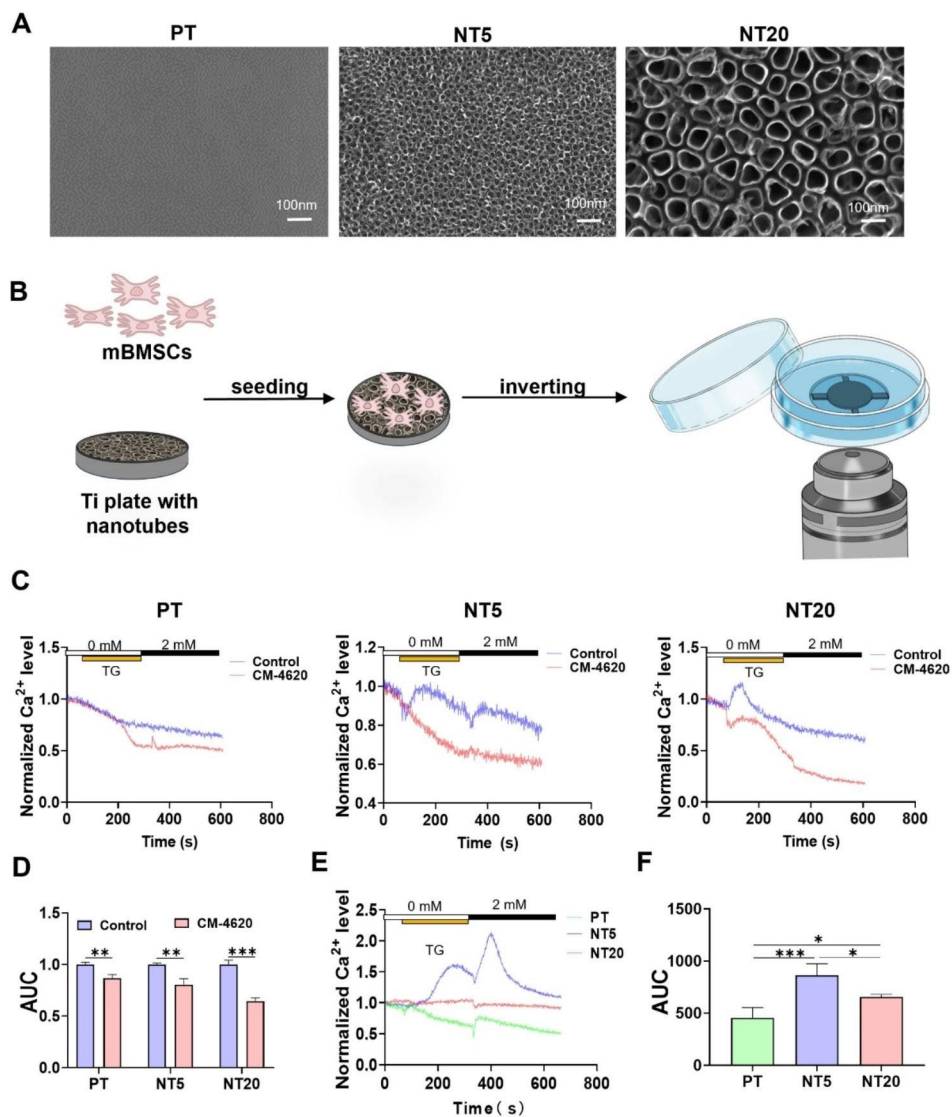 A
PT
NT5
NT20
100nm
100nm
100nm
B
mBMSCs
seeding
inverting
Ti plate with
nanotubes
C
PT
NT5
NT20
Normalized Ca²⁺ level
1.5
1.0
0.5
0.0
0 mM
2 mM
TG
Control
CM-4620
0
200
400
600
800
Time (s)
Normalized Ca²⁺ level
1.2
1.0
0.8
0.6
0.4
0 mM
2 mM
TG
Control
CM-4620
0
200
400
600
800
Time (s)
Normalized Ca²⁺ level
1.5
1.0
0.5
0.0
0 mM
2 mM
TG
Control
CM-4620
0
200
400
600
800
Time (s)
D
AUC
1.5
1.0
0.5
0.0
Control
CM-4620
**
**
***
PT
NT5
NT20
E
Normalized Ca²⁺ level
2.5
2.0
1.5
1.0
0.5
0.0
0 mM
2 mM
TG
PT
NT5
NT20
0
200
400
600
800
Time( s)
F
AUC
1500
1000
500
0
*
***
*
PT
NT5
NT20